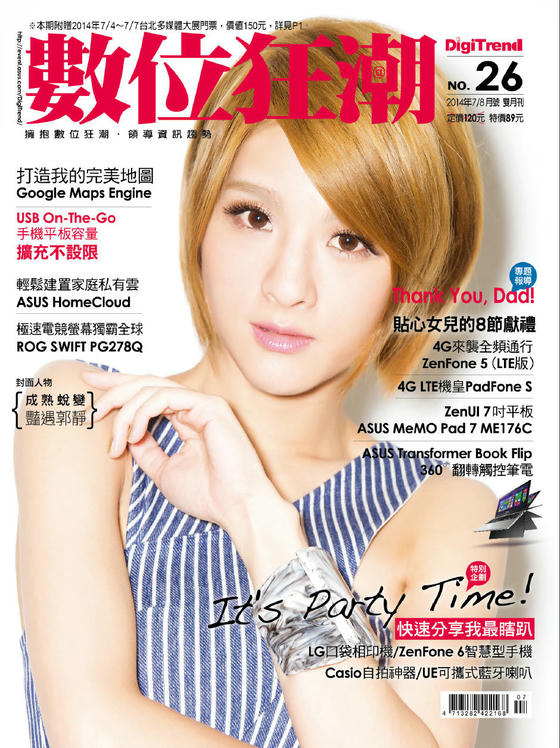 *本期附贈2014年7/4～7/7台北多媒體大展門票，價值150元，詳見P1
http://event.asus.com/DigiTrend/
數位狂潮
@
DigiTrend
NO. 26
2014年7/8月號 雙月刊
定價120元 特價89元
擁抱數位狂潮．領導資訊趨勢
打造我的完美地圖
Google Maps Engine
USB On-The-Go
手機平板容量
擴充不設限
輕鬆建置家庭私有雲
ASUS HomeCloud
極速電競螢幕獨霸全球
ROG SWIFT PG278Q
封面人物
成熟蛻變
豔遇郭靜
專題
報導
Thank You, Dad!
貼心女兒的8節獻禮
4G來襲全頻通行
ZenFone 5 (LTE版)
4G LTE機皇PadFone S
ZenUI 7吋平板
ASUS MeMO Pad 7 ME176C
ASUS Transformer Book Flip
360° 翻轉觸控筆電
特別
企劃
It's Party Time!
快速分享我最瞎趴
LG口袋相印機/ZenFone 6智慧型手機
Casio自拍神器/UE可攜式藍牙喇叭
07
4 713282 422168